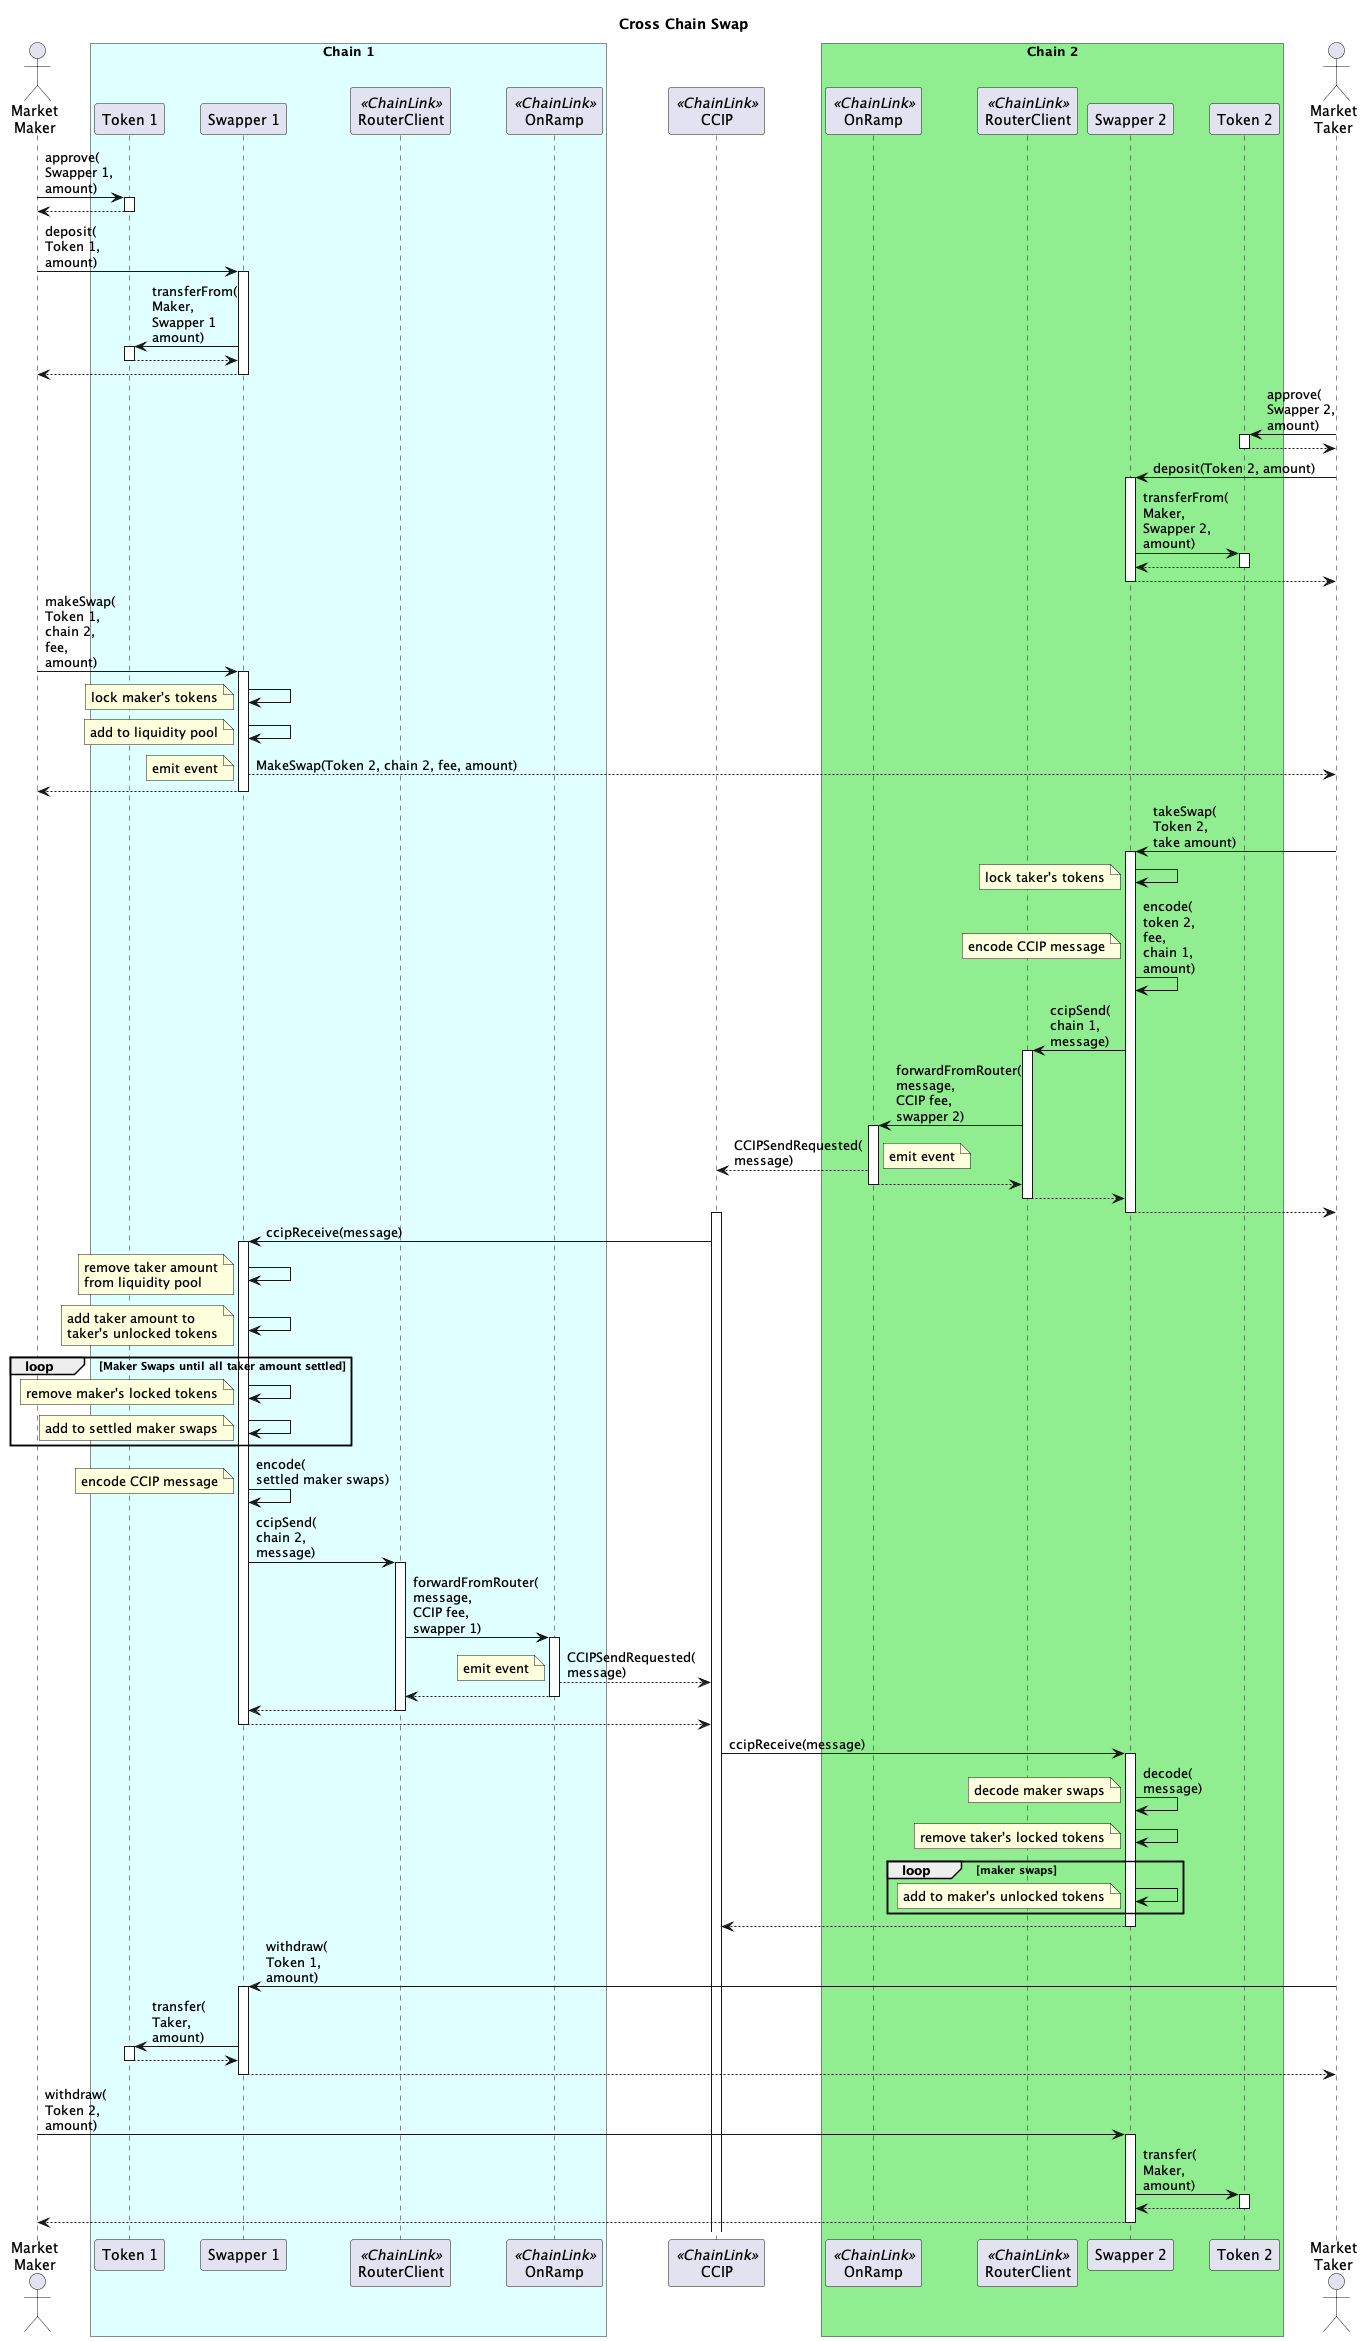 Cross Chain Swap
Chain 1
Chain 2
Market
Maker
Token 1
Swapper 1
«ChainLink»
RouterClient
«ChainLink»
OnRamp
«ChainLink»
CCIP
«ChainLink»
OnRamp
«ChainLink»
RouterClient
Swapper 2
Token 2
Market
Taker
approve(
Swapper 1,
amount)
deposit(
Token 1,
amount)
transferFrom(
Maker,
Swapper 1
amount)
approve(
Swapper 2,
amount)
deposit(Token 2, amount)
transferFrom(
Maker,
Swapper 2,
amount)
makeSwap(
Token 1,
chain 2,
fee,
amount)
lock maker's tokens
add to liquidity pool
emit event
MakeSwap(Token 2, chain 2, fee, amount)
takeSwap(
Token 2,
take amount)
lock taker's tokens
encode CCIP message
encode(
token 2,
fee,
chain 1,
amount)
ccipSend(
chain 1,
message)
forwardFromRouter(
message,
CCIP fee,
swapper 2)
CCIPSendRequested(
message)
emit event
ccipReceive(message)
remove taker amount
from liquidity pool
add taker amount to
taker's unlocked tokens
loop
[Maker Swaps until all taker amount settled]
remove maker's locked tokens
add to settled maker swaps
encode CCIP message
encode(
settled maker swaps)
ccipSend(
chain 2,
message)
forwardFromRouter(
message,
CCIP fee,
swapper 1)
emit event
CCIPSendRequested(
message)
ccipReceive(message)
decode maker swaps
decode(
message)
remove taker's locked tokens
loop
[maker swaps]
add to maker's unlocked tokens
withdraw(
Token 1,
amount)
transfer(
Taker,
amount)
withdraw(
Token 2,
amount)
transfer(
Maker,
amount)
Market
Maker
Token 1
Swapper 1
«ChainLink»
RouterClient
«ChainLink»
OnRamp
«ChainLink»
CCIP
«ChainLink»
OnRamp
«ChainLink»
RouterClient
Swapper 2
Token 2
Market
Taker